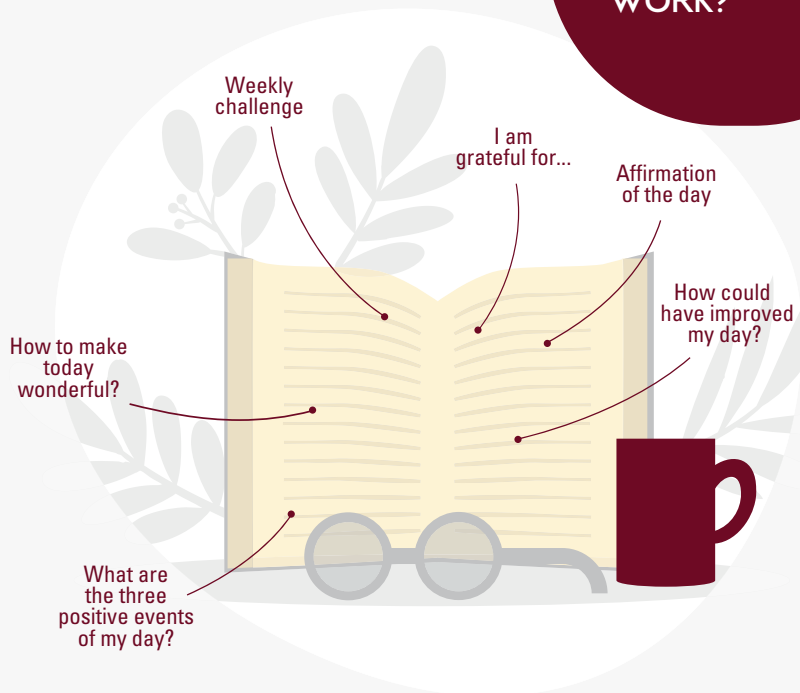 WORK?
Weekly
challenge
I am
grateful for...
Affirmation
of the day
How could
have improved
my day?
How to make
today
wonderful?
What are
the three
positive events
of my day?